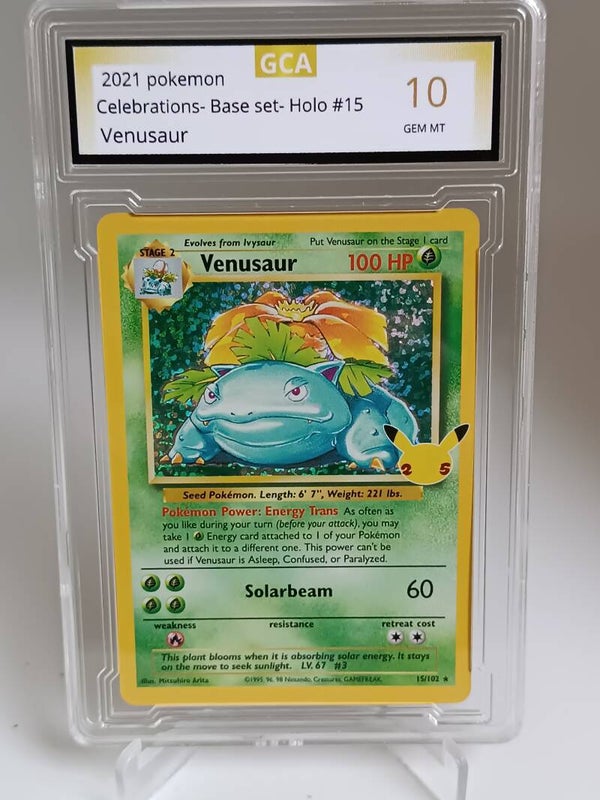 GCA
2021 pokemon
Celebrations- Base set- Holo #15
Venusaur
10
GEM MT
Evolves from Ivysaur Put Venusaur on the Stage 1 card
STAGE 2
Venusaur 100 HP
25
Seed Pokémon. Length: 6' 7", Weight: 221 lbs.
Pokémon Power: Energy Trans As often as
you like during your turn (before your attack), you may
take 1 Energy card attached to 1 of your Pokémon
and attach it to a different one. This power can't be
used if Venusaur is Asleep, Confused, or Paralyzed.
Solarbeam 60
weakness resistance retreat cost
This plant blooms when it is absorbing solar energy. It stays
on the move to seek sunlight. LV. 67 #3
Illus. Mitsuhiro Arita ©1995, 96, 98 Nintendo, Creatures, GAMEFREAK. 15/102 ★